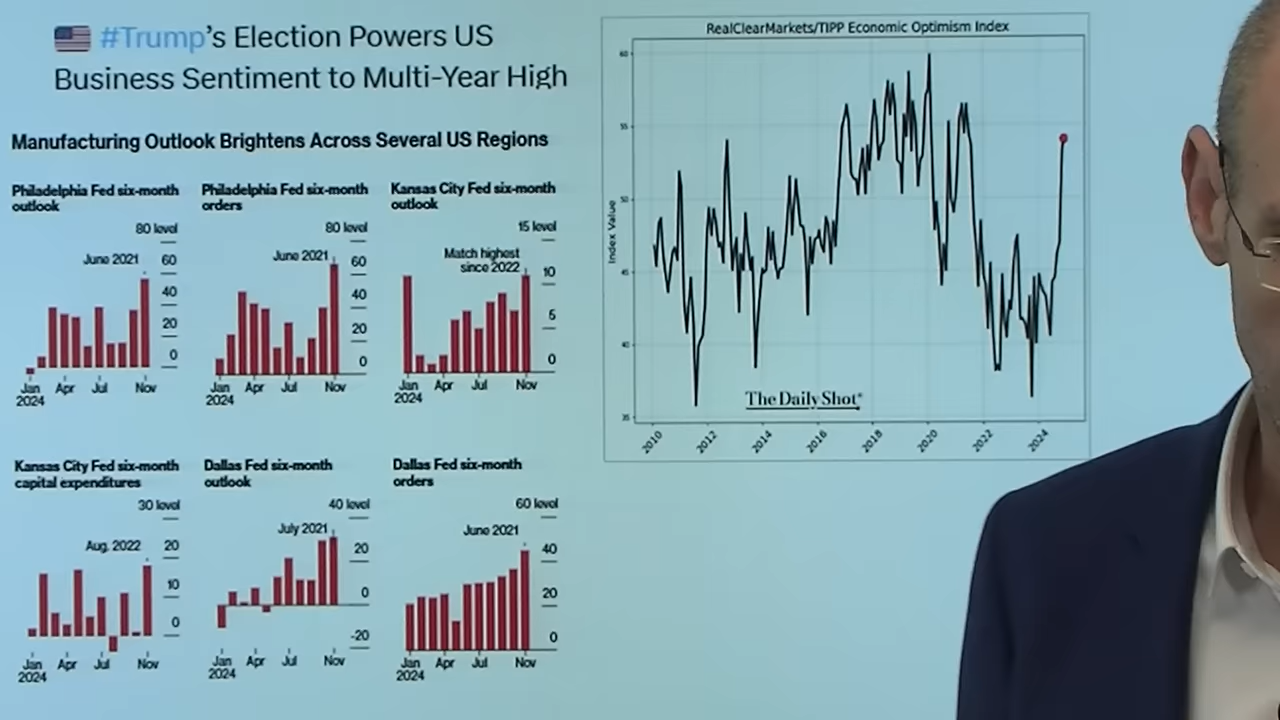 #Trump's Election Powers US
Business Sentiment to Multi-Year High
Manufacturing Outlook Brightens Across Several US Regions
Philadelphia Fed six-month
outlook
80 level
June 2021
60
40
20
0
Jan
2024
Apr
Jul
Nov
Philadelphia Fed six-month
orders
80 level
June 2021
60
40
20
0
Jan
2024
Apr
Jul
Nov
Kansas City Fed six-month
outlook
15 level
Match highest
since 2022
10
5
0
Jan
2024
Apr
Jul
Nov
Kansas City Fed six-month
capital expenditures
30 level
Aug. 2022
20
10
0
Jan
2024
Apr
Jul
Nov
Dallas Fed six-month
outlook
40 level
July 2021
20
0
-20
Jan
2024
Apr
Jul
Nov
Dallas Fed six-month
orders
60 level
June 2021
40
20
0
Jan
2024
Apr
Jul
Nov
RealClearMarkets/TIPP Economic Optimism Index
Index Value
60
55
50
45
40
35
The Daily Shot®
2010
2012
2014
2016
2018
2020
2022
2024